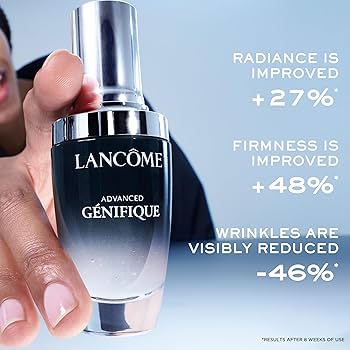 LANCÔME
ADVANCED
GÉNIFIQUE
RADIANCE IS
IMPROVED
+27%*
FIRMNESS IS
IMPROVED
+48%*
WRINKLES ARE
VISIBLY REDUCED
-46%*
*RESULTS AFTER 8 WEEKS OF USE